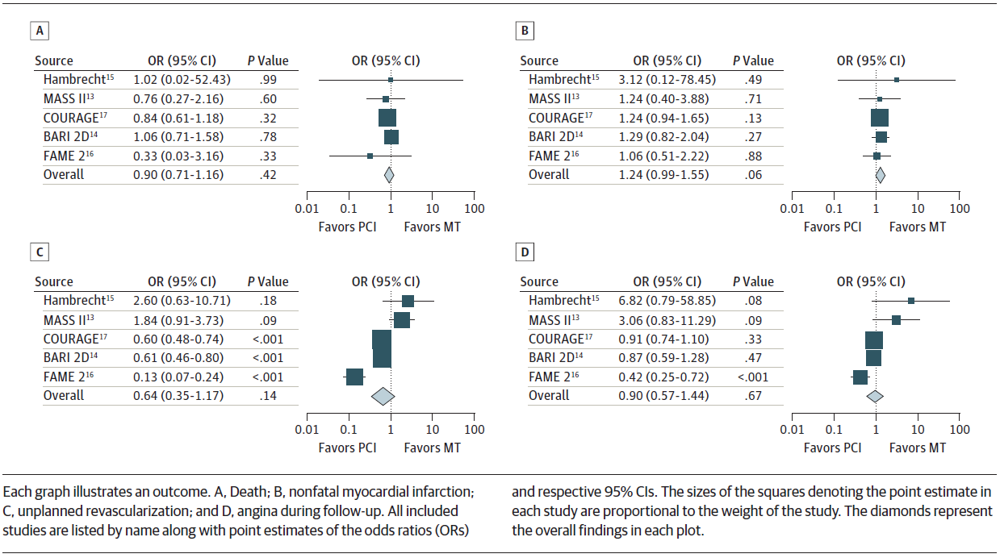 A
Source OR (95% CI) P Value OR (95% CI)
Hambrecht15 1.02 (0.02-52.43) .99
MASS II13 0.76 (0.27-2.16) .60
COURAGE17 0.84 (0.61-1.18) .32
BARI 2D14 1.06 (0.71-1.58) .78
FAME 216 0.33 (0.03-3.16) .33
Overall 0.90 (0.71-1.16) .42
0.01 0.1 1 10 100
Favors PCI Favors MT
B
Source OR (95% CI) P Value OR (95% CI)
Hambrecht15 3.12 (0.12-78.45) .49
MASS II13 1.24 (0.40-3.88) .71
COURAGE17 1.24 (0.94-1.65) .13
BARI 2D14 1.29 (0.82-2.04) .27
FAME 216 1.06 (0.51-2.22) .88
Overall 1.24 (0.99-1.55) .06
0.01 0.1 1 10 100
Favors PCI Favors MT
C
Source OR (95% CI) P Value OR (95% CI)
Hambrecht15 2.60 (0.63-10.71) .18
MASS II13 1.84 (0.91-3.73) .09
COURAGE17 0.60 (0.48-0.74) <.001
BARI 2D14 0.61 (0.46-0.80) <.001
FAME 216 0.13 (0.07-0.24) <.001
Overall 0.64 (0.35-1.17) .14
0.01 0.1 1 10 100
Favors PCI Favors MT
D
Source OR (95% CI) P Value OR (95% CI)
Hambrecht15 6.82 (0.79-58.85) .08
MASS II13 3.06 (0.83-11.29) .09
COURAGE17 0.91 (0.74-1.10) .33
BARI 2D14 0.87 (0.59-1.28) .47
FAME 216 0.42 (0.25-0.72) <.001
Overall 0.90 (0.57-1.44) .67
0.01 0.1 1 10 100
Favors PCI Favors MT
Each graph illustrates an outcome. A, Death; B, nonfatal myocardial infarction;
C, unplanned revascularization; and D, angina during follow-up. All included
studies are listed by name along with point estimates of the odds ratios (ORs)
and respective 95% CIs. The sizes of the squares denoting the point estimate in
each study are proportional to the weight of the study. The diamonds represent
the overall findings in each plot.